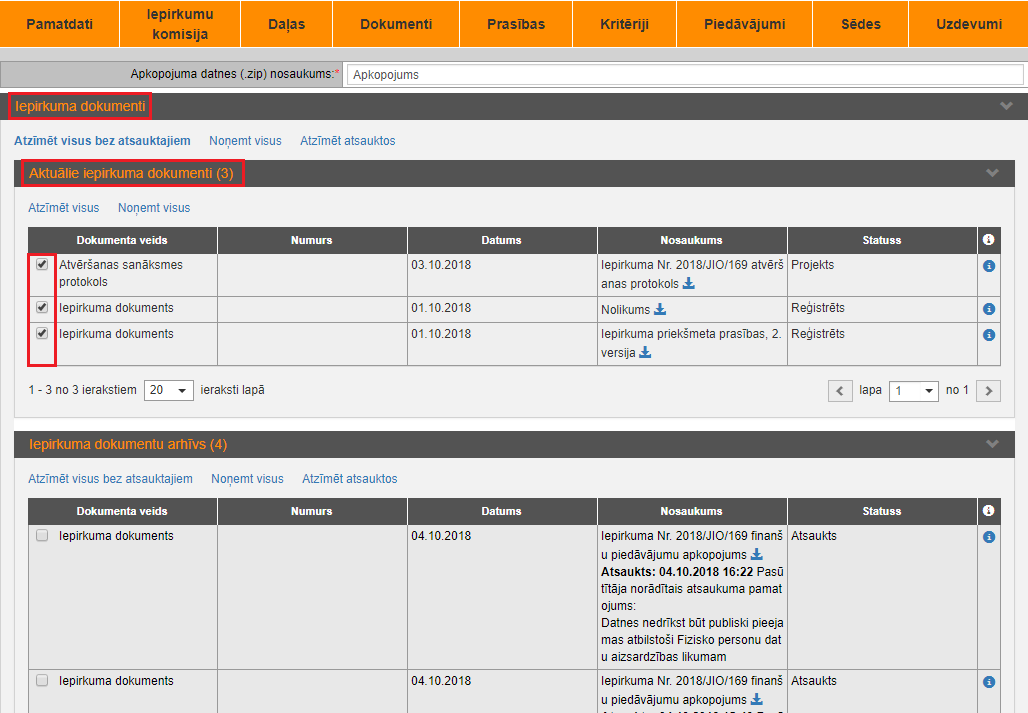 Pamatdati
Iepirkumu
komisija
Daļas
Dokumenti
Prasības
Kritēriji
Piedāvājumi
Sēdes
Uzdevumi
Apkopojuma datnes (.zip) nosaukums:*
Apkopojums
Iepirkuma dokumenti
Atzīmēt visus bez atsauktajiem Noņemt visus Atzīmēt atsauktos
Aktuālie iepirkuma dokumenti (3)
Atzīmēt visus Noņemt visus
Dokumenta veids Numurs Datums Nosaukums Statuss
Atvēršanas sanāksmes
protokols
03.10.2018
Iepirkuma Nr. 2018/JIO/169 atvērš
anas protokols
Projekts
Iepirkuma dokuments
01.10.2018
Nolikums
Reģistrēts
Iepirkuma dokuments
01.10.2018
Iepirkuma priekšmeta prasības, 2.
versija
Reģistrēts
1 - 3 no 3 ierakstiem 20 ieraksti lapā
lapa 1 no 1
Iepirkuma dokumentu arhīvs (4)
Atzīmēt visus bez atsauktajiem Noņemt visus Atzīmēt atsauktos
Dokumenta veids Numurs Datums Nosaukums Statuss
Iepirkuma dokuments
04.10.2018
Iepirkuma Nr. 2018/JIO/169 finanš
u piedāvājumu apkopojums
Atsaukts: 04.10.2018 16:22 Pasū
tītāja norādītais atsaukuma pamat
ojums:
Datnes nedrīkst būt publiski pieeja
mas atbilstoši Fizisko personu dat
u aizsardzības likumam
Atsaukts
Iepirkuma dokuments
04.10.2018
Iepirkuma Nr. 2018/JIO/169 finanš
u piedāvājumu apkopojums
Atsaukts